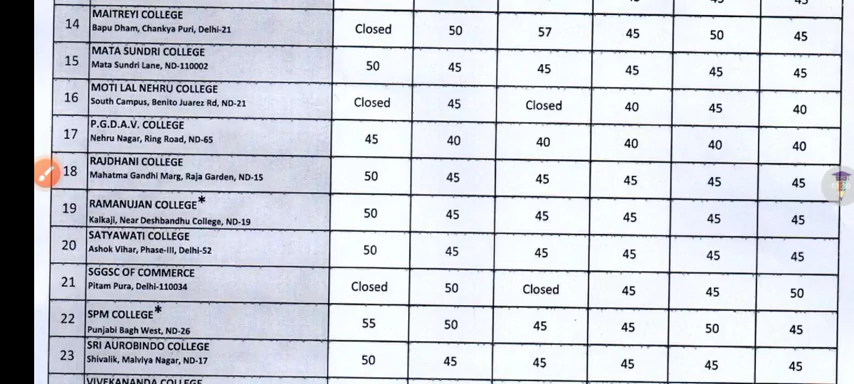 14 MAITREYI COLLEGE
Bapu Dham, Chankya Puri, Delhi-21 Closed 50 57 45 50 45
15 MATA SUNDRI COLLEGE
Mata Sundri Lane, ND-110002 50 45 45 45 45 45
16 MOTI LAL NEHRU COLLEGE
South Campus, Benito Juarez Rd, ND-21 Closed 45 Closed 40 45 40
17 P.G.D.A.V. COLLEGE
Nehru Nagar, Ring Road, ND-65 45 40 40 40 40 40
18 RAJDHANI COLLEGE
Mahatma Gandhi Marg, Raja Garden, ND-15 50 45 45 45 45 45
19 RAMANUJAN COLLEGE*
Kalkaji, Near Deshbandhu College, ND-19 50 45 45 45 45 45
20 SATYAWATI COLLEGE
Ashok Vihar, Phase-III, Delhi-52 50 45 45 45 45 45
21 SGGSC OF COMMERCE
Pitam Pura, Delhi-110034 Closed 50 Closed 45 45 50
22 SPM COLLEGE*
Punjabi Bagh West, ND-26 55 50 45 45 50 45
23 SRI AUROBINDO COLLEGE
Shivalik, Malviya Nagar, ND-17 50 45 45 45 45 45
VIVEKANANDA COLLEGE